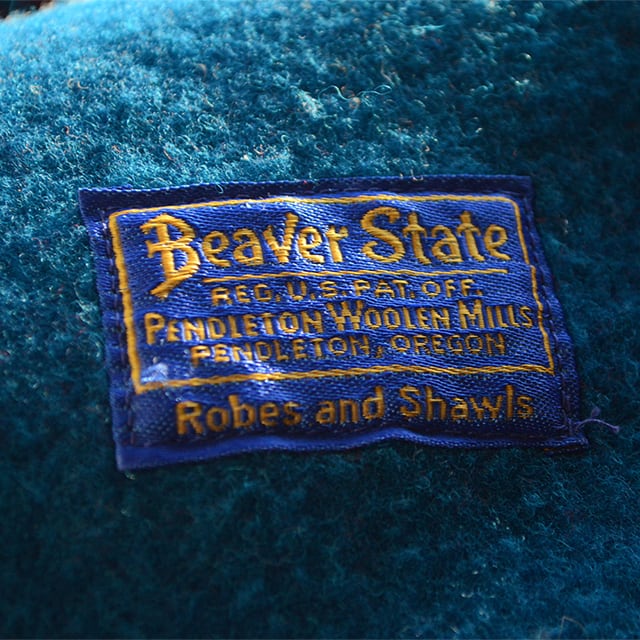 Beaver State
REG. U.S. PAT. OFF.
PENDLETON WOOLEN MILLS
PENDLETON, OREGON
Robes and Shawls